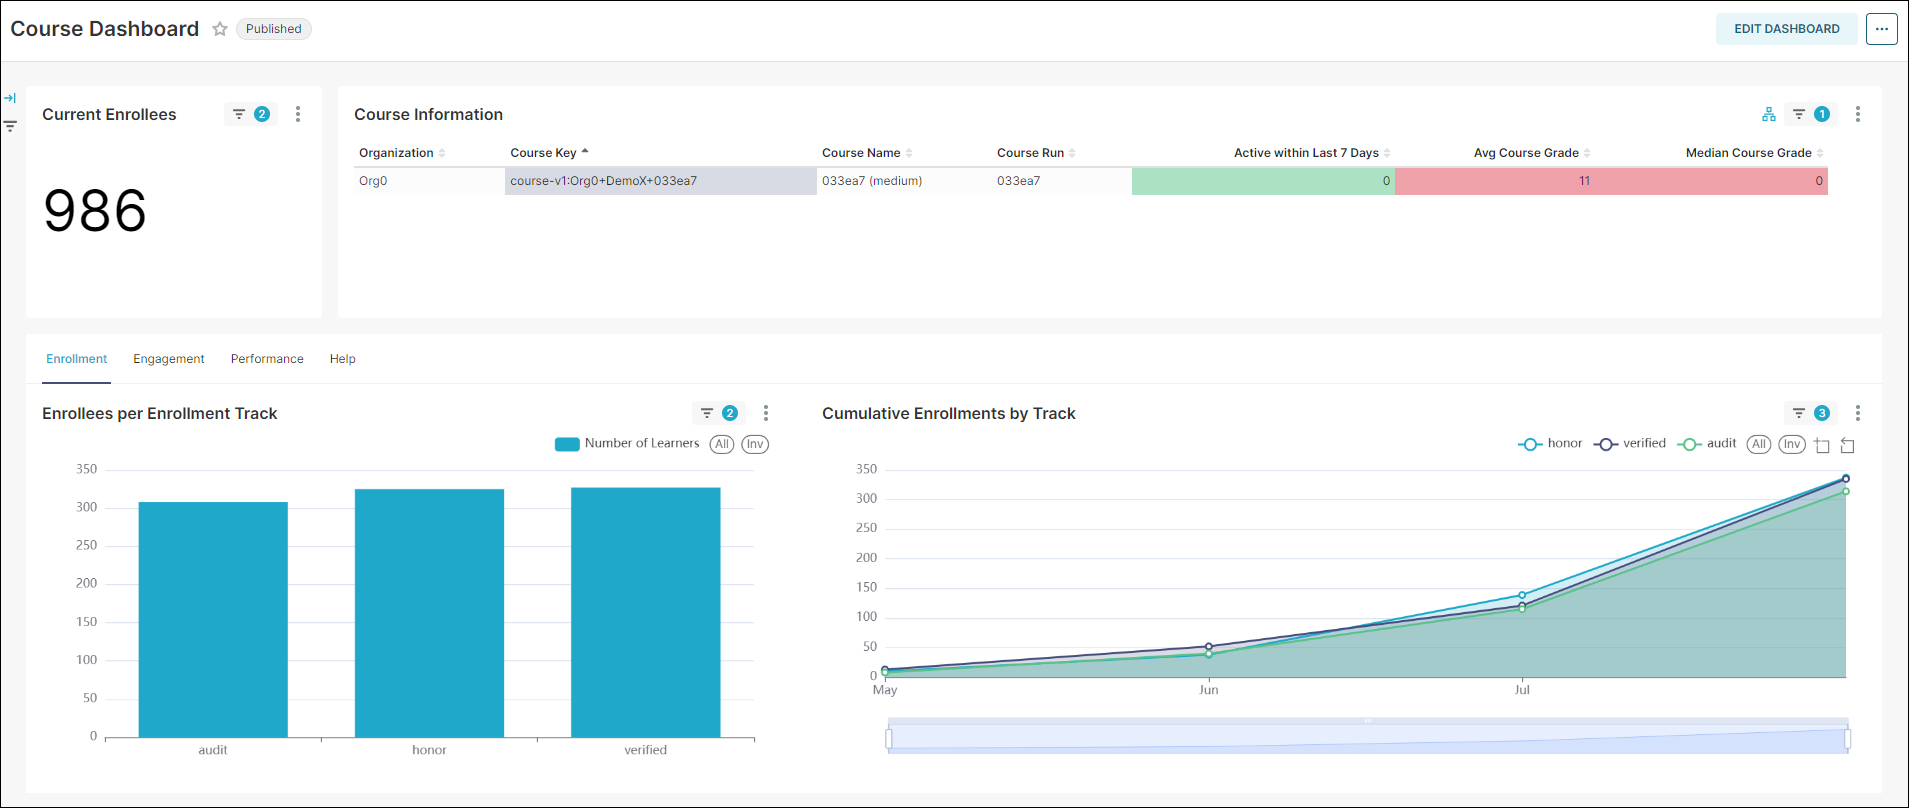 Course Dashboard Published EDIT DASHBOARD ...
Current Enrollees 2
986
Course Information 1
Organization Course Key Course Name Course Run Active within Last 7 Days Avg Course Grade Median Course Grade
Org0 course-v1:Org0+DemoX+033ea7 033ea7 (medium) 033ea7 0 11 0
Enrollment Engagement Performance Help
Enrollees per Enrollment Track 2
Number of Learners All Inv
350
300
250
200
150
100
50
0
audit honor verified
Cumulative Enrollments by Track 3
honor verified audit All Inv
350
300
250
200
150
100
50
0
May Jun Jul